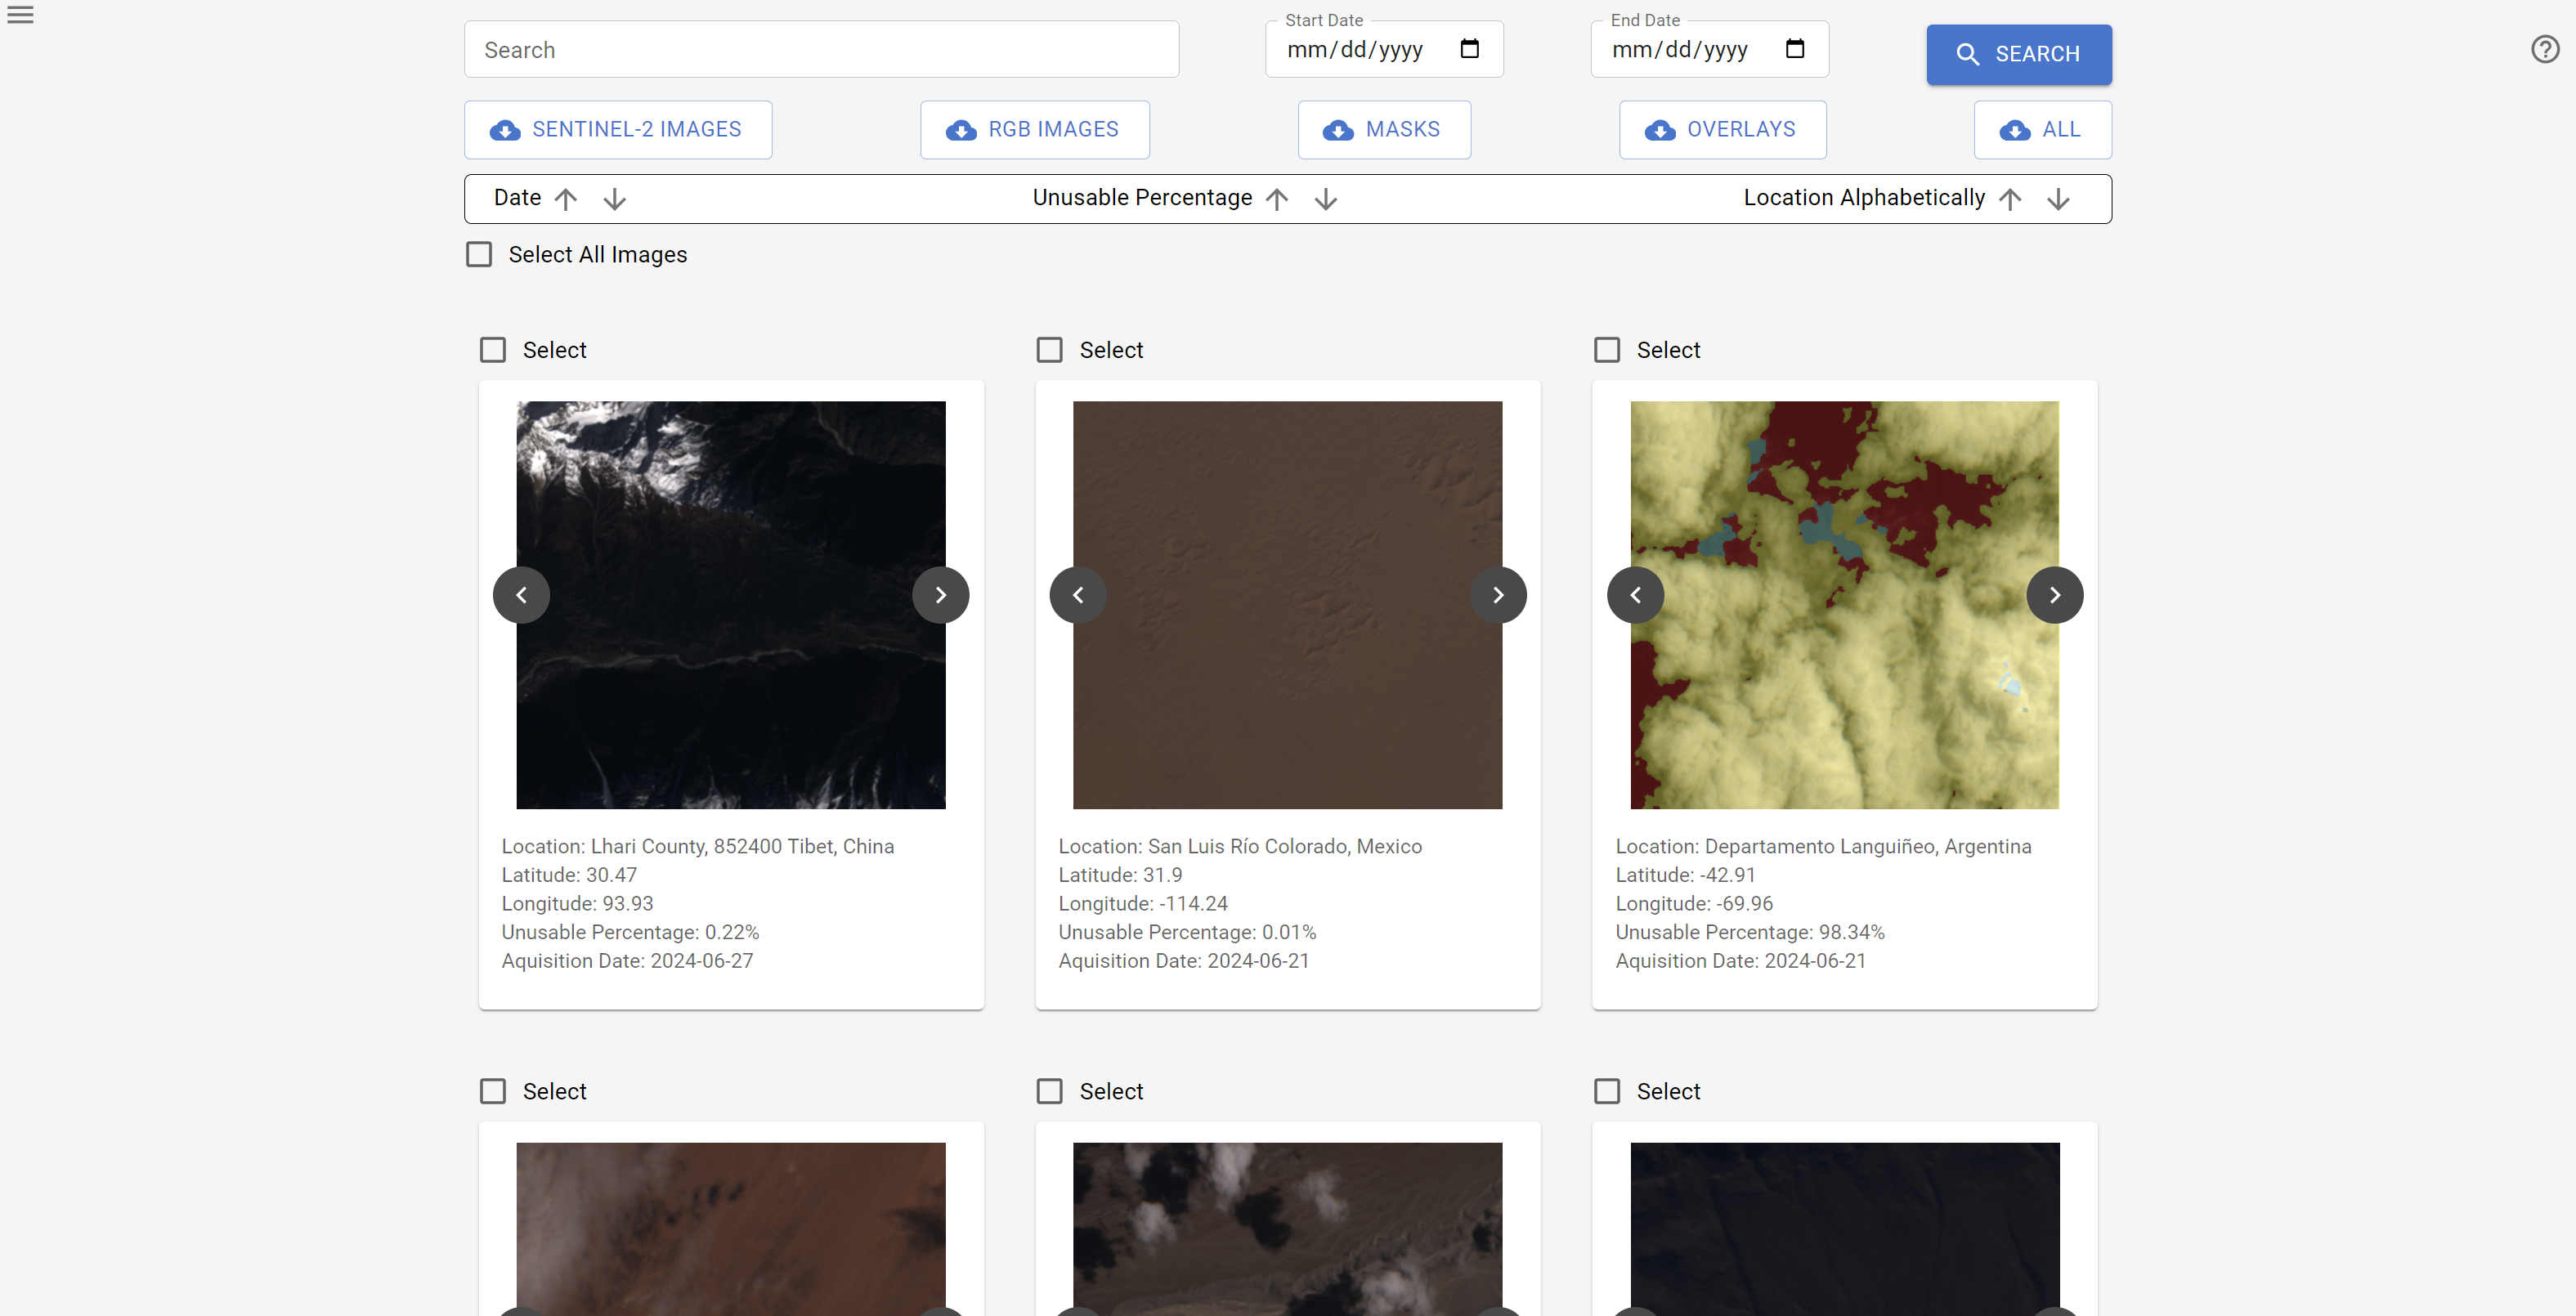 Search
Start Date
mm/dd/yyyy
End Date
mm/dd/yyyy
SEARCH
SENTINEL-2 IMAGES
RGB IMAGES
MASKS
OVERLAYS
ALL
Date
Unusable Percentage
Location Alphabetically
Select All Images
Select
Select
Select
Location: Lhari County, 852400 Tibet, China
Latitude: 30.47
Longitude: 93.93
Unusable Percentage: 0.22%
Aquisition Date: 2024-06-27
Location: San Luis Río Colorado, Mexico
Latitude: 31.9
Longitude: -114.24
Unusable Percentage: 0.01%
Aquisition Date: 2024-06-21
Location: Departamento Languiñeo, Argentina
Latitude: -42.91
Longitude: -69.96
Unusable Percentage: 98.34%
Aquisition Date: 2024-06-21
Select
Select
Select